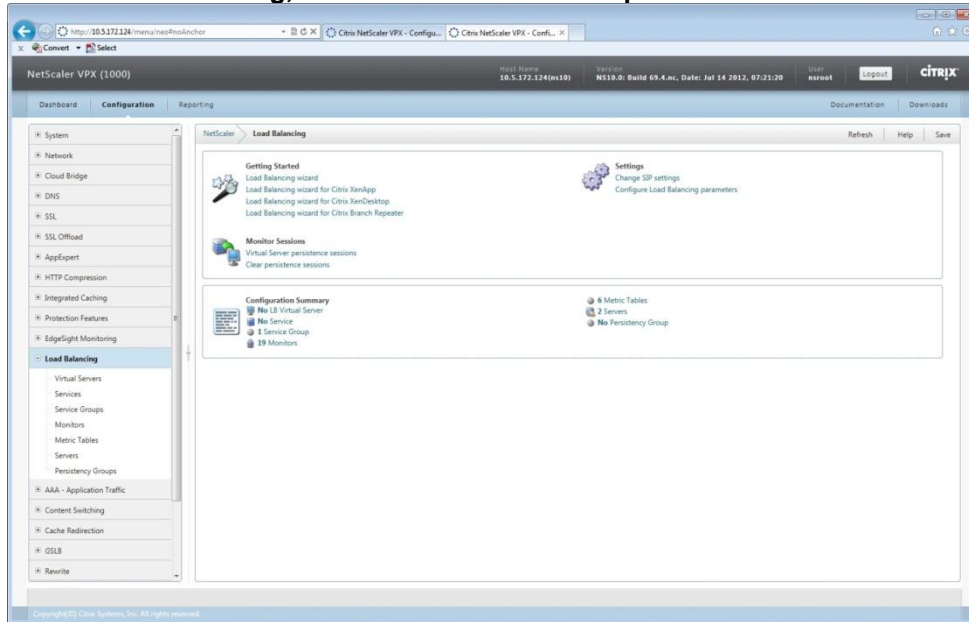 http://10.5.172.124/menu/neo#noAnchor
Citrix NetScaler VPX - Configu...
Citrix NetScaler VPX - Confi...
x Convert Select
NetScaler VPX (1000)
Host Name
10.5.172.124(ns10)
Version
NS10.0: Build 69.4.nc, Date: Jul 14 2012, 07:21:20
User
nsroot
Logout
CITRIX
Dashboard Configuration Reporting
Documentation Downloads
System
Network
Cloud Bridge
DNS
SSL
SSL Offload
AppExpert
HTTP Compression
Integrated Caching
Protection Features
EdgeSight Monitoring
Load Balancing
Virtual Servers
Services
Service Groups
Monitors
Metric Tables
Servers
Persistency Groups
AAA - Application Traffic
Content Switching
Cache Redirection
GSLB
Rewrite
NetScaler Load Balancing
Refresh Help Save
Getting Started
Load Balancing wizard
Load Balancing wizard for Citrix XenApp
Load Balancing wizard for Citrix XenDesktop
Load Balancing wizard for Citrix Branch Repeater
Settings
Change SIP settings
Configure Load Balancing parameters
Monitor Sessions
Virtual Server persistence sessions
Clear persistence sessions
Configuration Summary
No LB Virtual Server
No Service
1 Service Group
19 Monitors
6 Metric Tables
2 Servers
No Persistency Group
Copyright(©) Citrix Systems, Inc. All rights reserved.